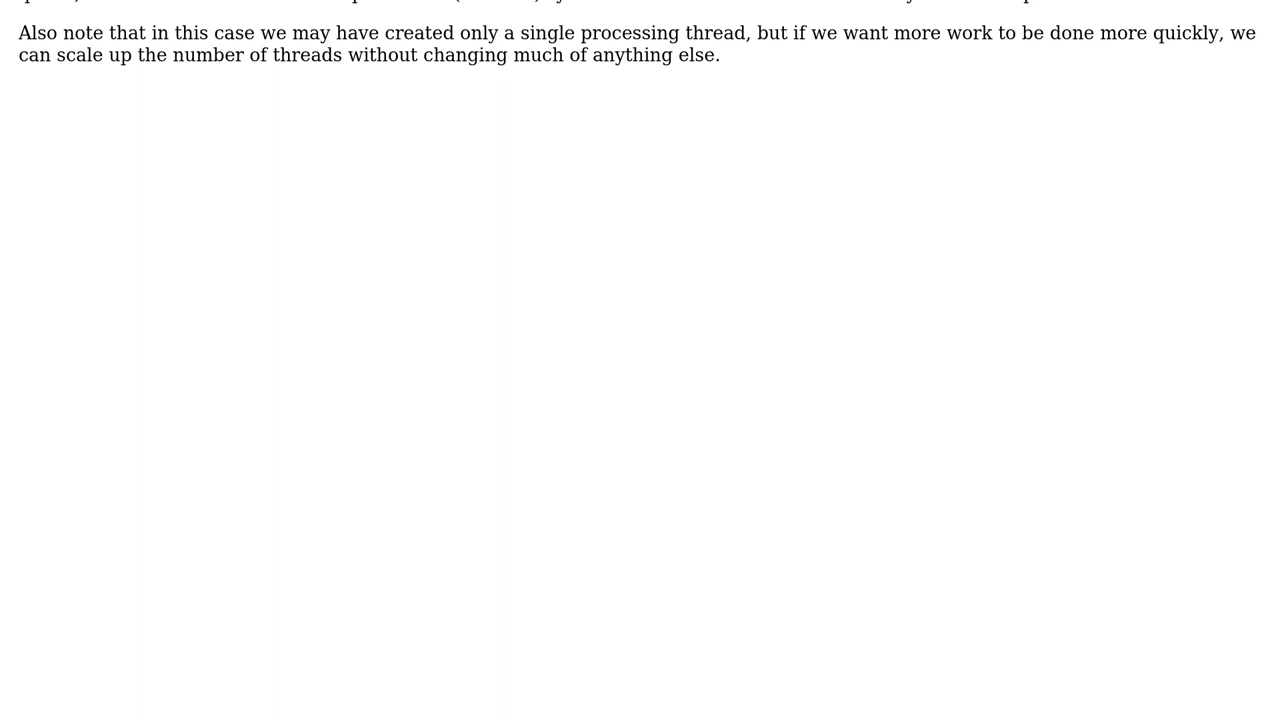 Also note that in this case we may have created only a single processing thread, but if we want more work to be done more quickly, we
can scale up the number of threads without changing much of anything else.